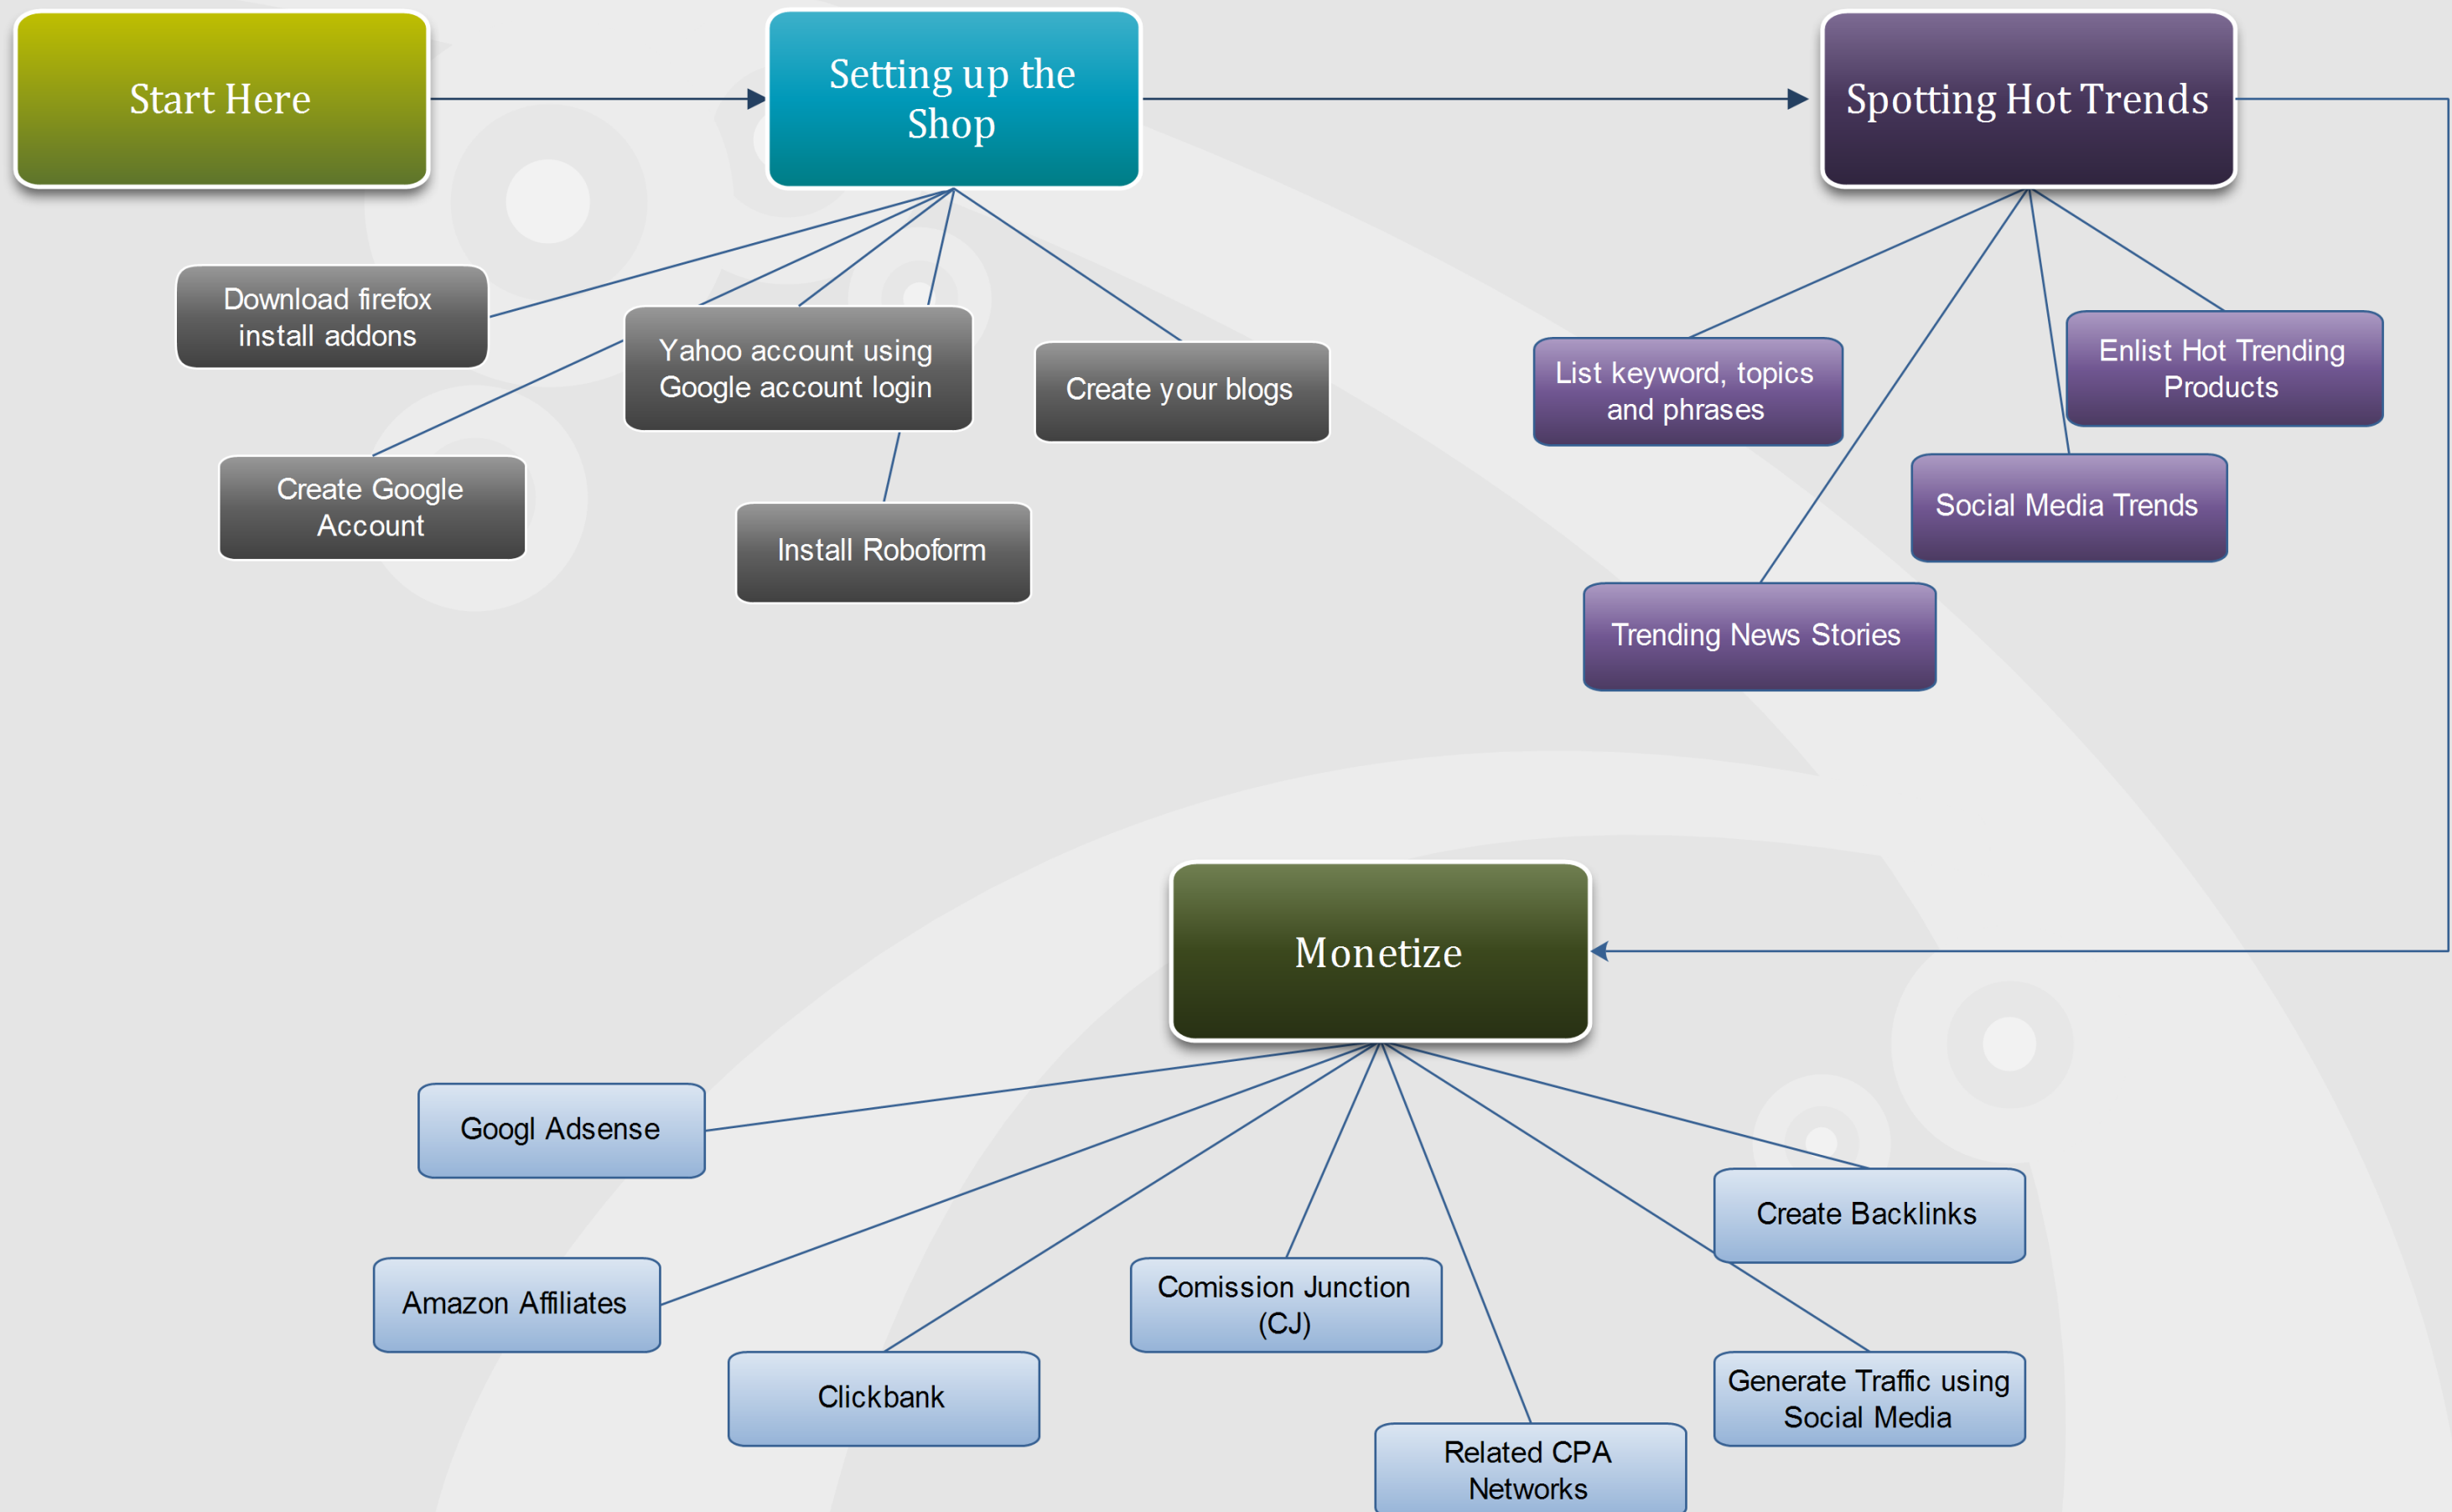 Start Here
Setting up the
Shop
Spotting Hot Trends
Download firefox
install addons
Yahoo account using
Google account login
Create your blogs
Create Google
Account
Install Roboform
List keyword, topics
and phrases
Enlist Hot Trending
Products
Social Media Trends
Trending News Stories
Monetize
Googl Adsense
Create Backlinks
Amazon Affiliates
Comission Junction
(CJ)
Clickbank
Generate Traffic using
Social Media
Related CPA
Networks